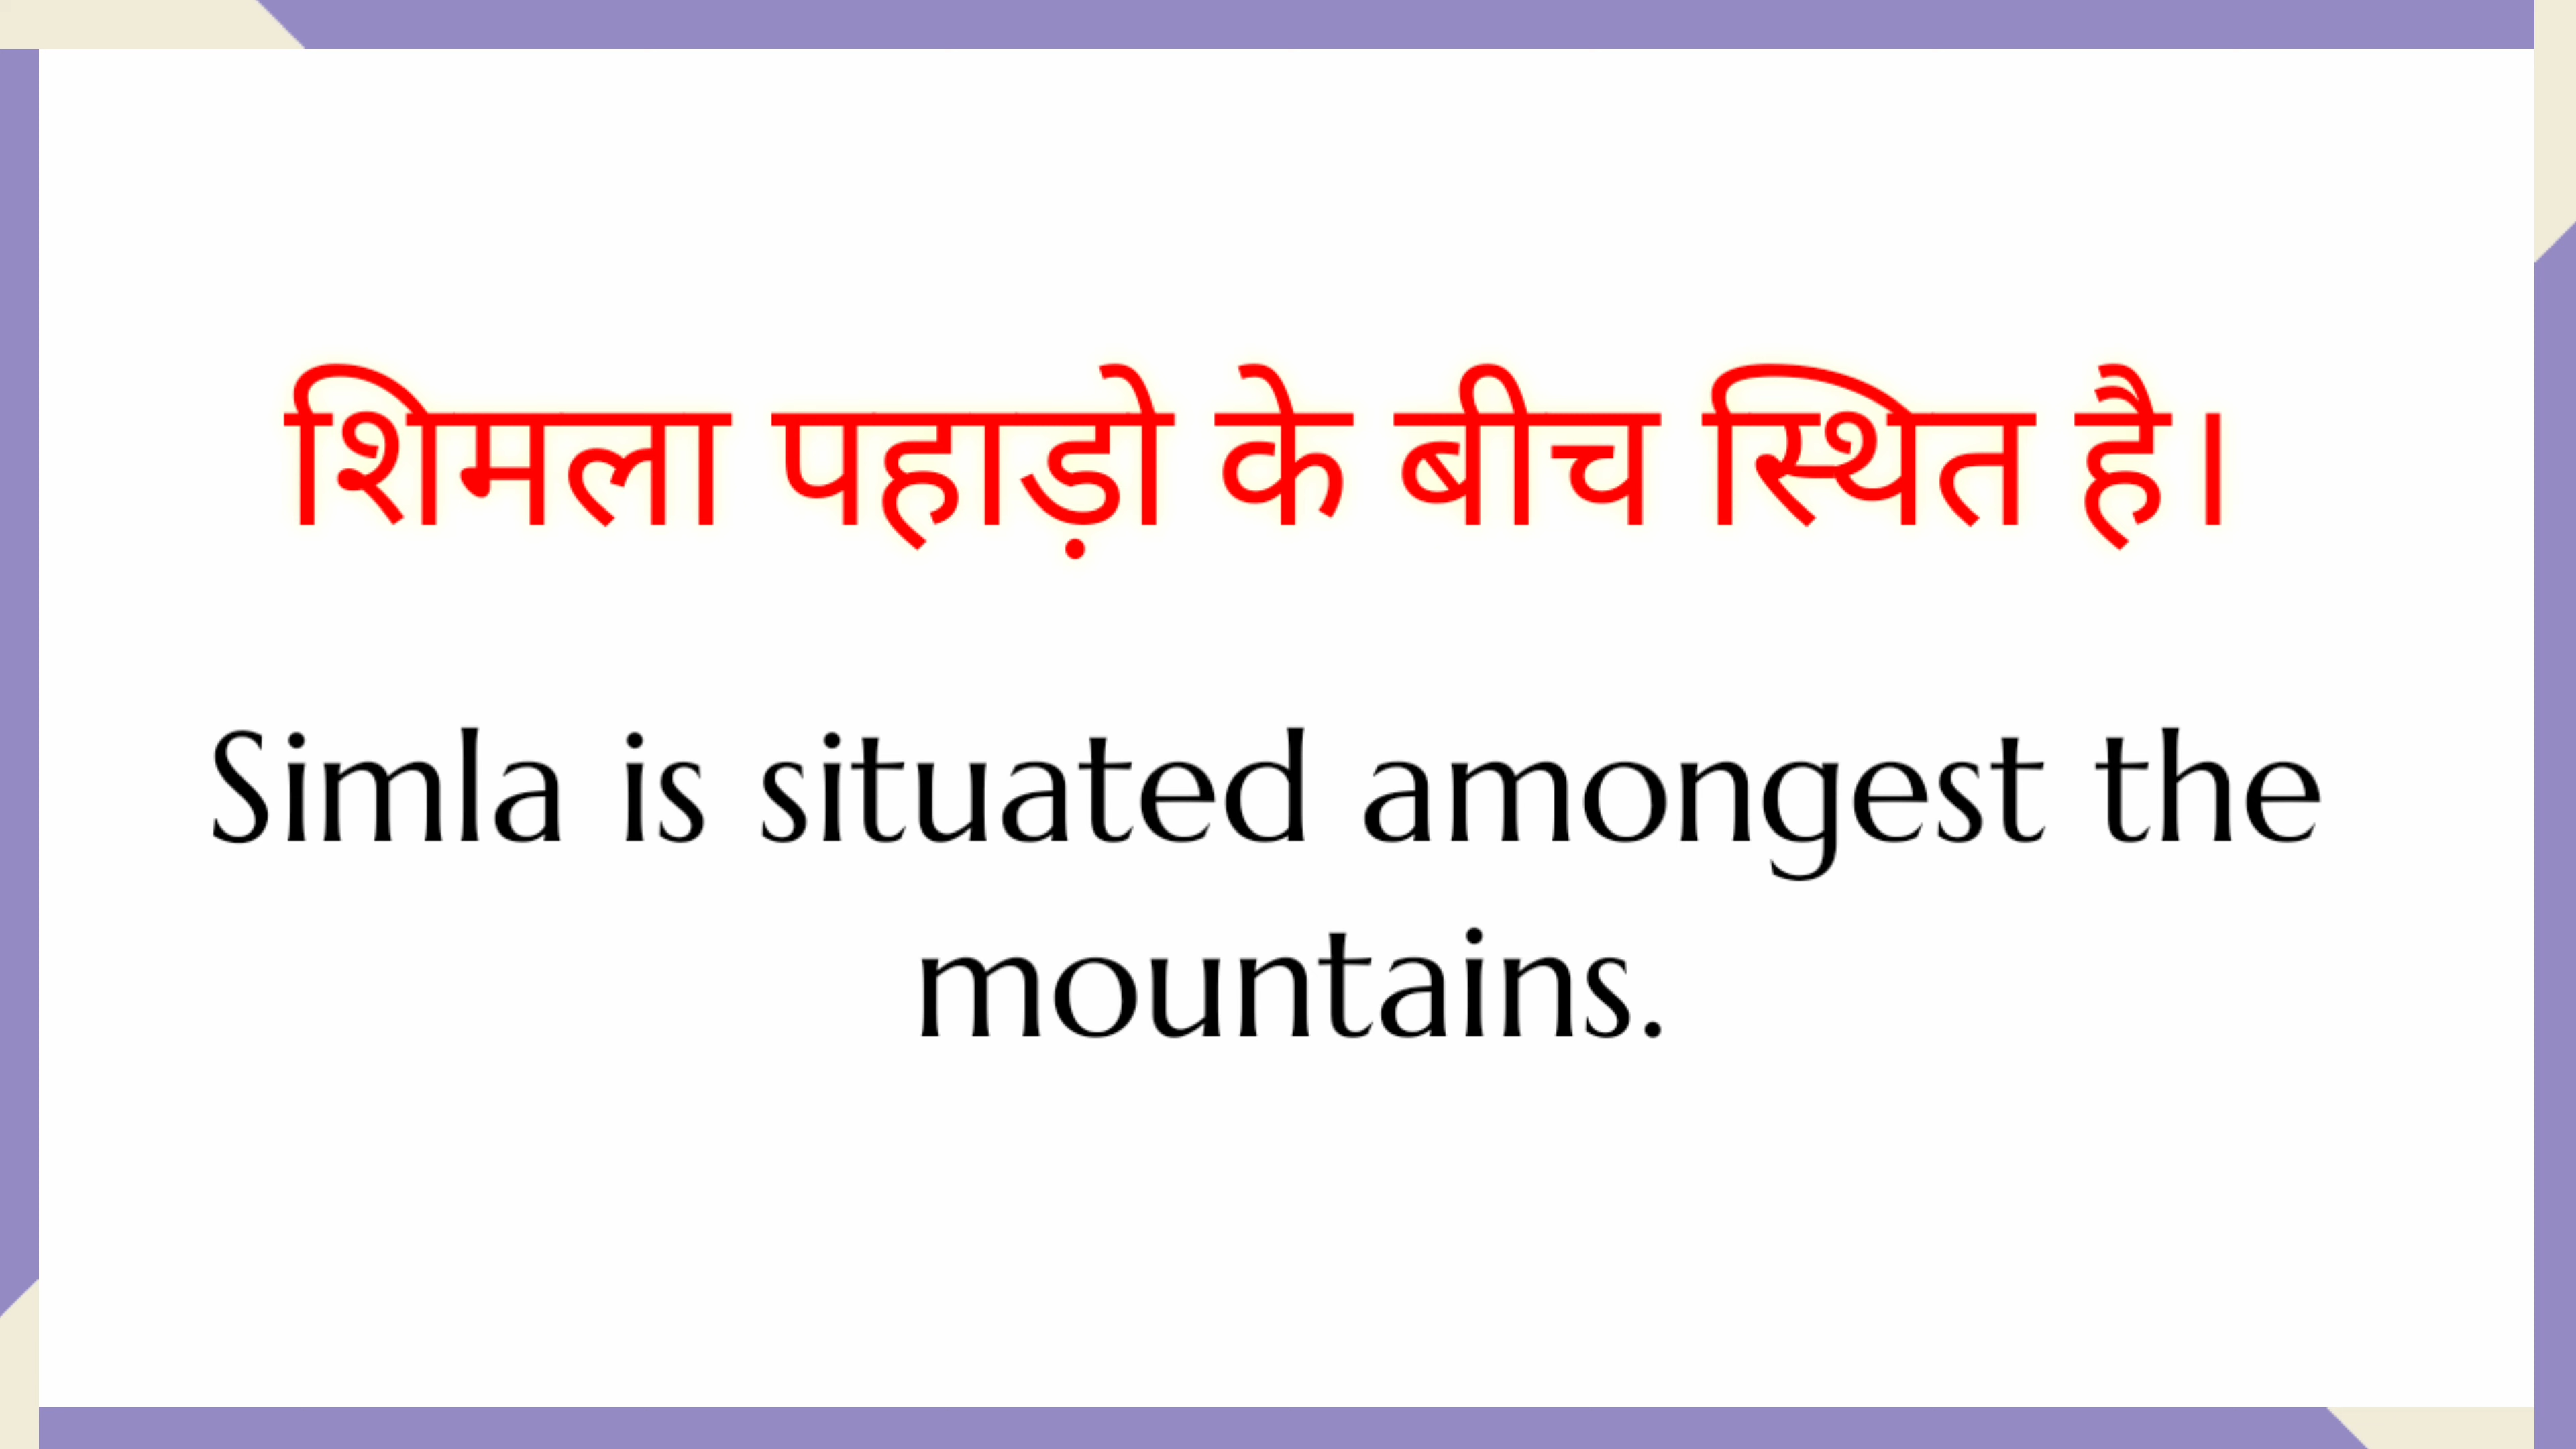 शिमला पहाड़ो के बीच स्थित है।
Simla is situated amongest the
mountains.